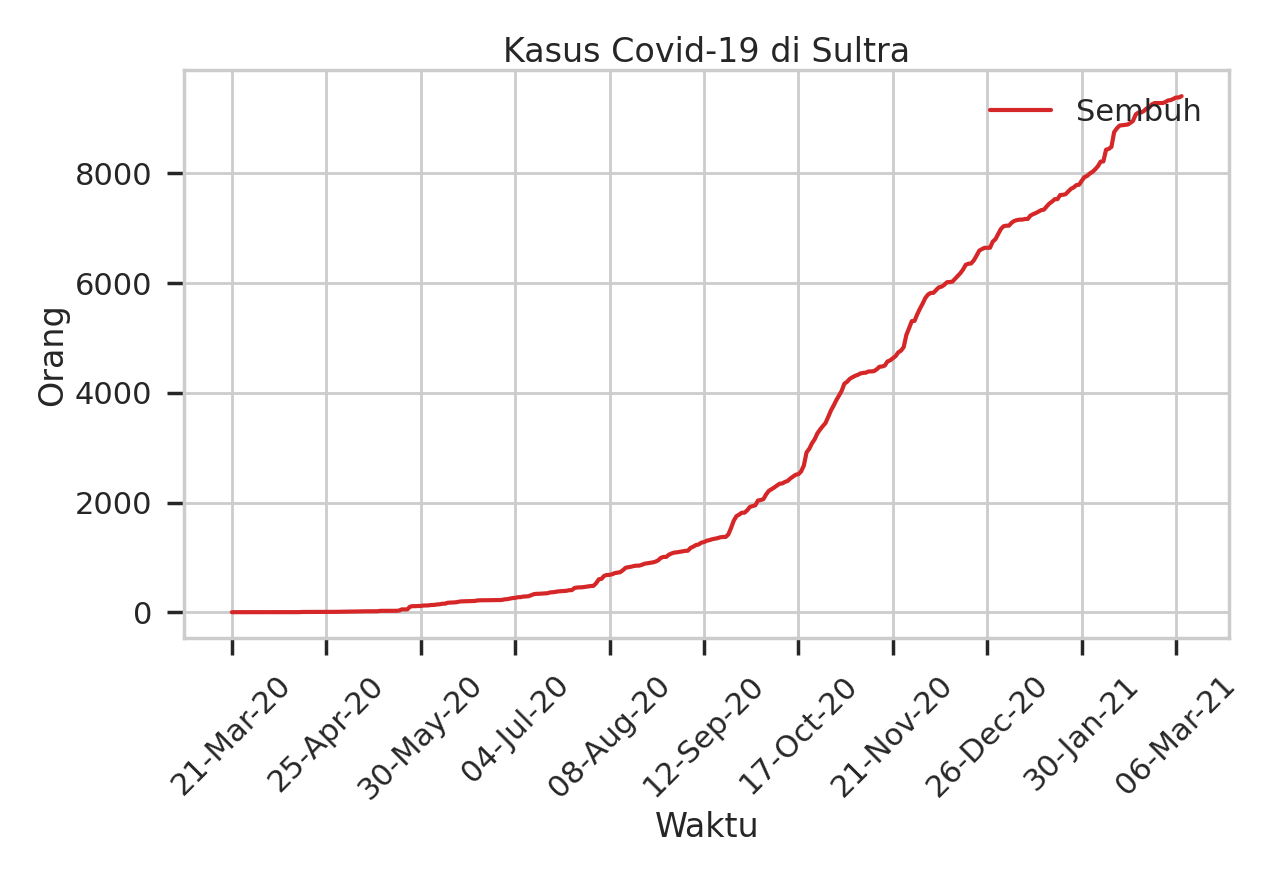 Kasus Covid-19 di Sultra
Sembuh
Orang
8000
6000
4000
2000
0
21-Mar-20
25-Apr-20
30-May-20
04-Jul-20
08-Aug-20
12-Sep-20
17-Oct-20
21-Nov-20
26-Dec-20
30-Jan-21
06-Mar-21
Waktu